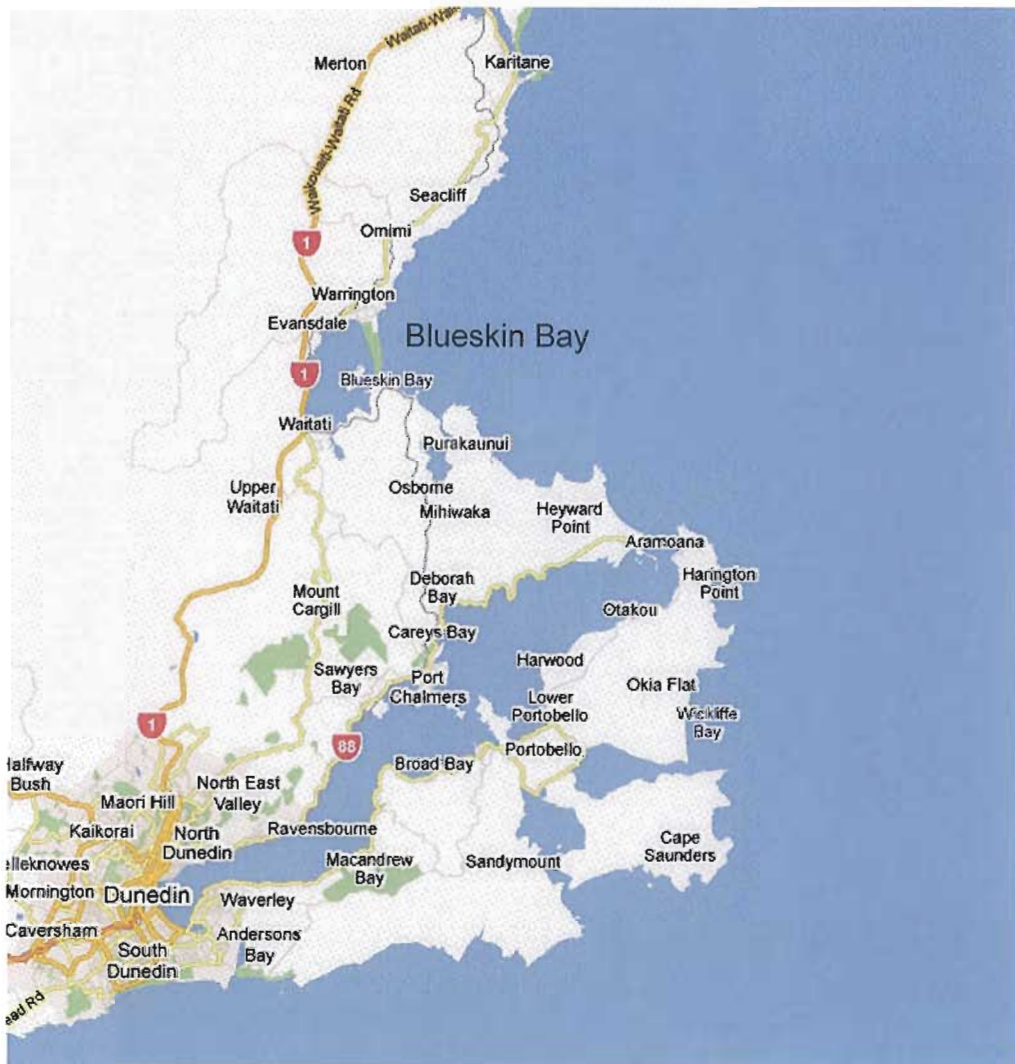 Waitati-Wai
Merton
Karitane
Waikouaiti-Waitati Rd
Seacliff
Omimi
1
Warrington
Evansdale
Blueskin Bay
1
Blueskin Bay
Waitati
Purakaunui
Upper
Waitati
Osborne
Mihiwaka
Heyward
Point
Aramoana
Harington
Point
Deborah
Bay
Mount
Cargill
Otakou
Careys Bay
Harwood
Sawyers
Bay
Port
Chalmers
Okia Flat
Lower
Portobello
Wickliffe
Bay
1
88
Portobello
Broad Bay
Halfway
Bush
North East
Valley
Maori Hill
Kaikorai
North
Dunedin
Ravensbourne
Cape
Saunders
elleknowes
Macandrew
Bay
Sandymount
Mornington
Dunedin
Waverley
Caversham
Andersons
Bay
South
Dunedin
ead Rd